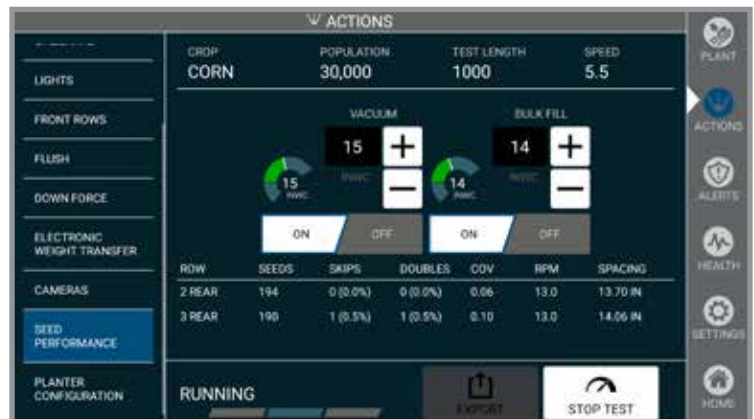 ACTIONS
CROP POPULATION TEST LENGTH SPEED
CORN 30,000 1000 5.5
LIGHTS
FRONT ROWS
FLUSH
DOWN FORCE
ELECTRONIC
WEIGHT TRANSFER
CAMERAS
SEED
PERFORMANCE
PLANTER
CONFIGURATION
VACUUM BULK FILL
15 + 14 +
INWC INWC
15 − 14 −
INWC INWC
ON OFF ON OFF
ROW SEEDS SKIPS DOUBLES COV RPM SPACING
2 REAR 194 0 (0.0%) 0 (0.0%) 0.06 13.0 13.70 IN
3 REAR 190 1 (0.5%) 1 (0.5%) 0.10 13.0 14.06 IN
RUNNING
EXPORT
STOP TEST
PLANT
ACTIONS
ALERTS
HEALTH
SETTINGS
HOME